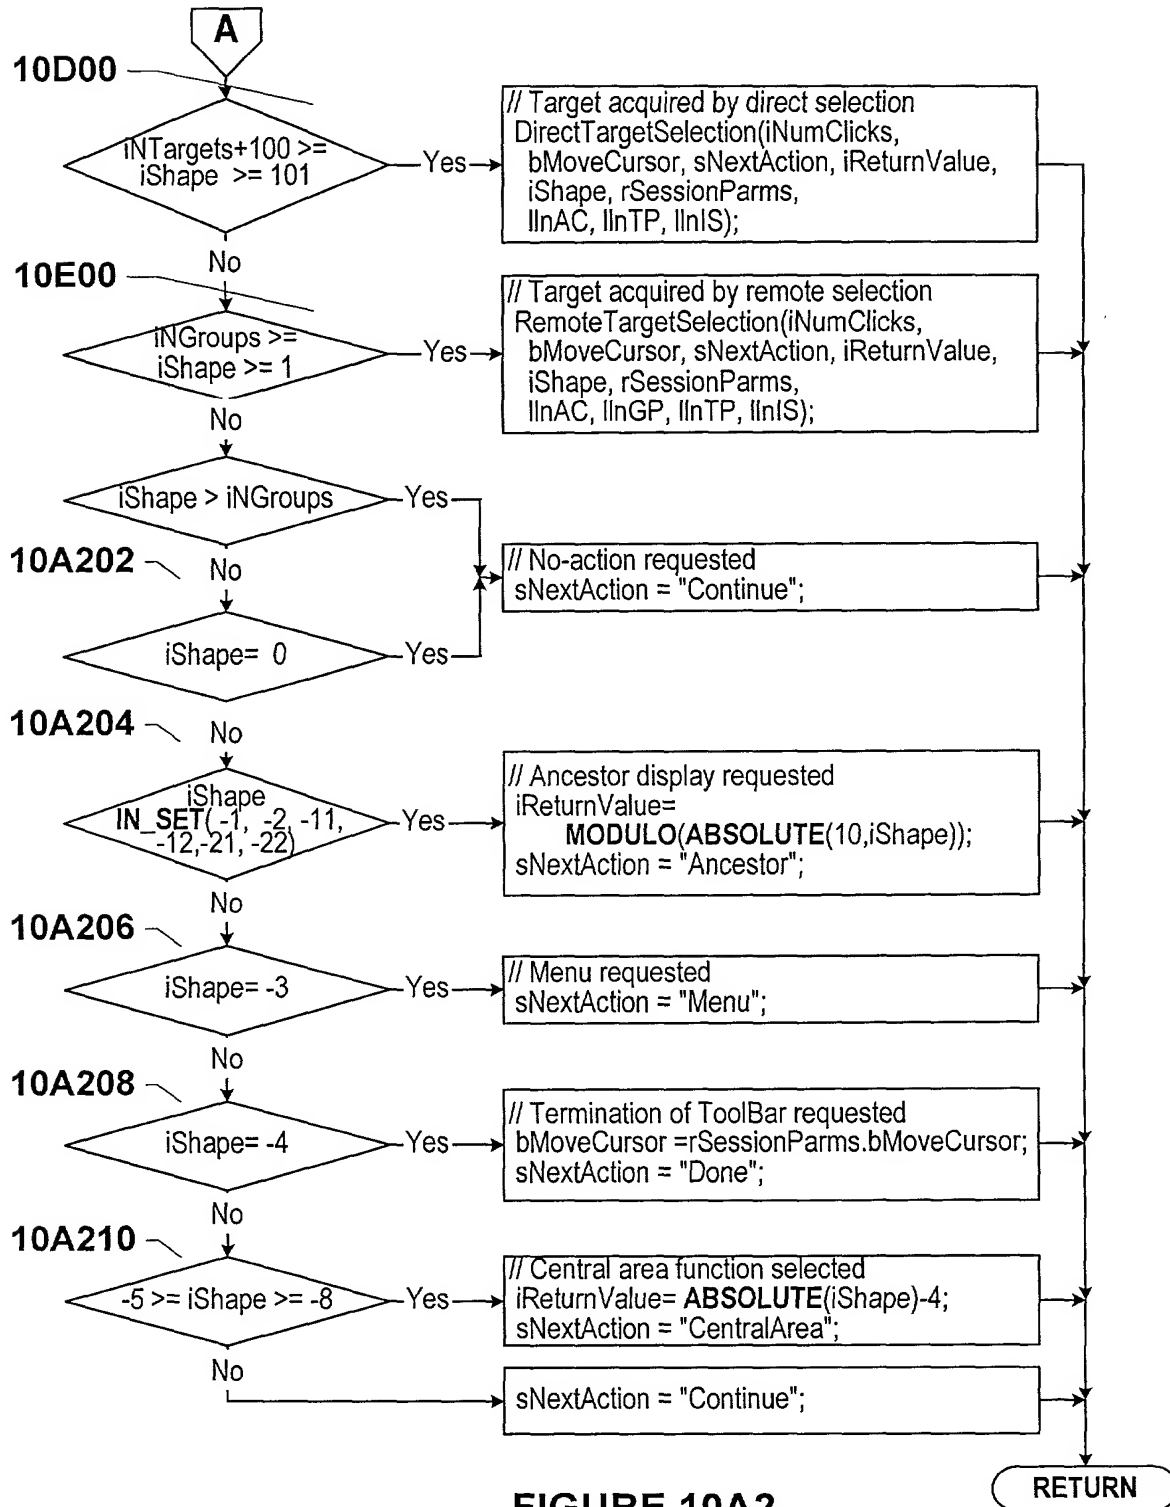 A
10D00
iNTargets+100 >=
iShape >= 101
Yes
// Target acquired by direct selection
DirectTargetSelection(iNumClicks,
bMoveCursor, sNextAction, iReturnValue,
iShape, rSessionParms,
llnAC, llnTP, llnIS);
No
10E00
iNGroups >=
iShape >= 1
Yes
// Target acquired by remote selection
RemoteTargetSelection(iNumClicks,
bMoveCursor, sNextAction, iReturnValue,
iShape, rSessionParms,
llnAC, llnGP, llnTP, llnIS);
No
iShape > iNGroups
Yes
10A202
No
// No-action requested
sNextAction = "Continue";
iShape= 0
Yes
10A204
No
iShape
IN_SET( -1, -2, -11,
-12,-21, -22)
Yes
// Ancestor display requested
iReturnValue=
MODULO(ABSOLUTE(10,iShape));
sNextAction = "Ancestor";
No
10A206
iShape= -3
Yes
// Menu requested
sNextAction = "Menu";
No
10A208
iShape= -4
Yes
// Termination of ToolBar requested
bMoveCursor =rSessionParms.bMoveCursor;
sNextAction = "Done";
No
10A210
-5 >= iShape >= -8
Yes
// Central area function selected
iReturnValue= ABSOLUTE(iShape)-4;
sNextAction = "CentralArea";
No
sNextAction = "Continue";
RETURN
FIGURE 10A2